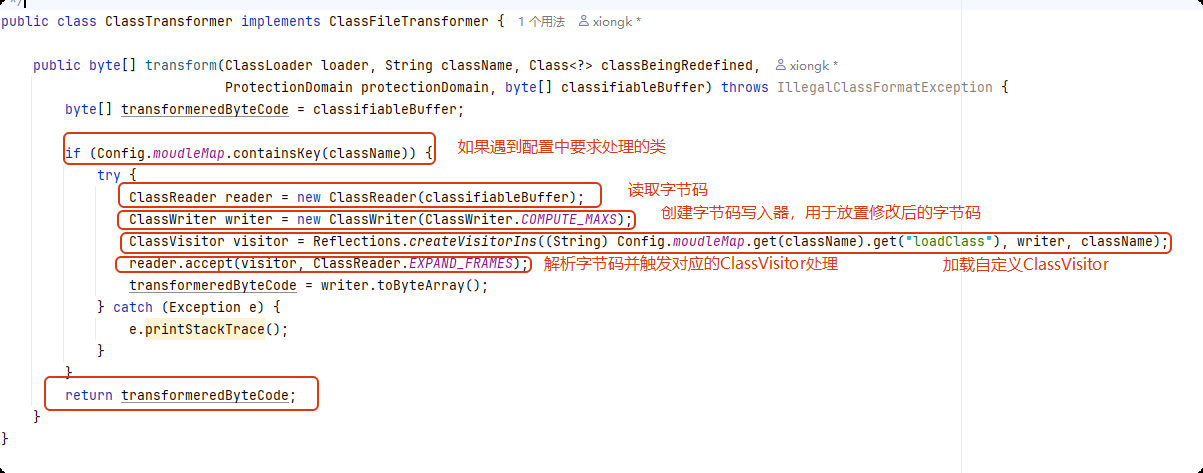 */
public class ClassTransformer implements ClassFileTransformer { 1 个用法 xiongk *
public byte[] transform(ClassLoader loader, String className, Class<?> classBeingRedefined, xiongk *
ProtectionDomain protectionDomain, byte[] classifiableBuffer) throws IllegalClassFormatException {
byte[] transformeredByteCode = classifiableBuffer;
if (Config.moudleMap.containsKey(className)) { 如果遇到配置中要求处理的类
try {
ClassReader reader = new ClassReader(classifiableBuffer); 读取字节码
ClassWriter writer = new ClassWriter(ClassWriter.COMPUTE_MAXS); 创建字节码写入器，用于放置修改后的字节码
ClassVisitor visitor = Reflections.createVisitorIns((String) Config.moudleMap.get(className).get("loadClass"), writer, className);
reader.accept(visitor, ClassReader.EXPAND_FRAMES); 解析字节码并触发对应的ClassVisitor处理 加载自定义ClassVisitor
transformeredByteCode = writer.toByteArray();
} catch (Exception e) {
e.printStackTrace();
}
}
return transformeredByteCode;
}
}